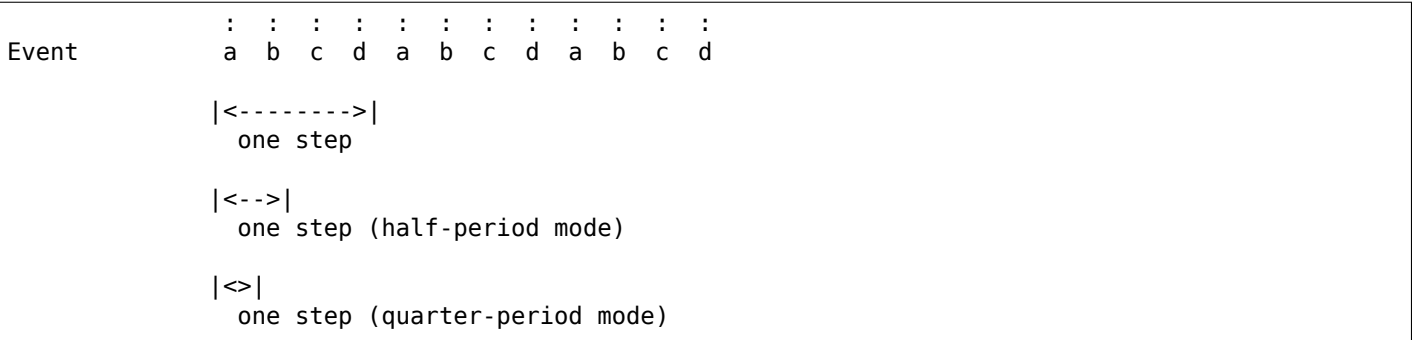 :  :  :  :  :  :  :  :  :  :  :  :
Event          a  b  c  d  a  b  c  d  a  b  c  d
              |<-------->|
                one step
              |<-->|
                one step (half-period mode)
              |<>|
                one step (quarter-period mode)